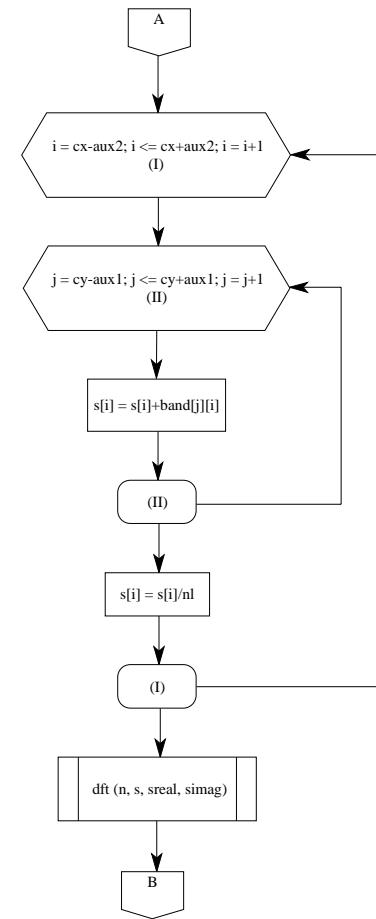 A
i = cx-aux2; i <= cx+aux2; i = i+1
(I)
j = cy-aux1; j <= cy+aux1; j = j+1
(II)
s[i] = s[i]+band[j][i]
(II)
s[i] = s[i]/nl
(I)
dft (n, s, sreal, simag)
B